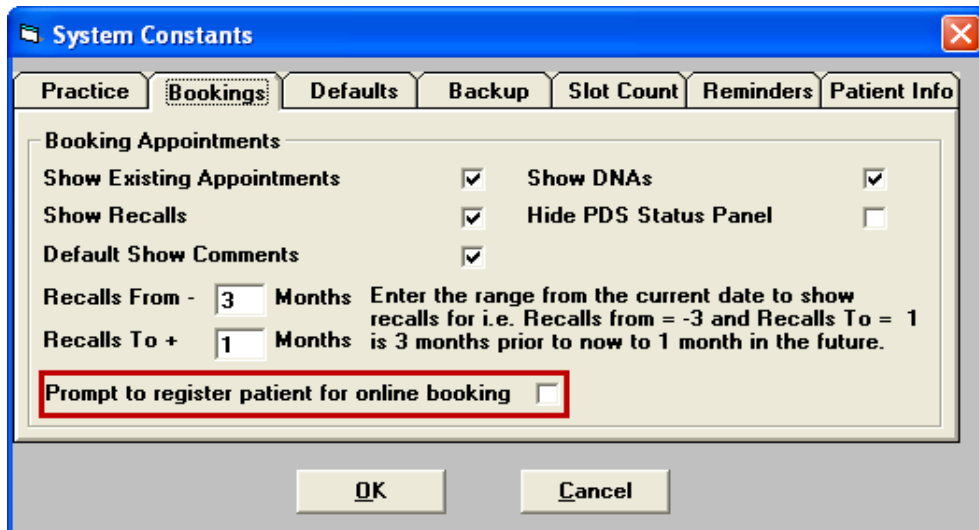 System Constants
Practice Bookings Defaults Backup Slot Count Reminders Patient Info
Booking Appointments
Show Existing Appointments Show DNAs
Show Recalls Hide PDS Status Panel
Default Show Comments
Recalls From - 3 Months Enter the range from the current date to show
recalls for i.e. Recalls from = -3 and Recalls To = 1
Recalls To + 1 Months is 3 months prior to now to 1 month in the future.
Prompt to register patient for online booking
OK Cancel